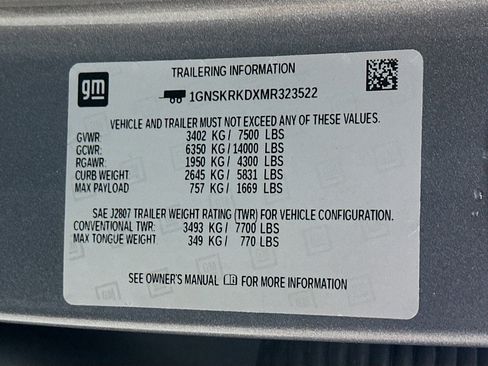 gm
TRAILERING INFORMATION
1GNSKRKDXMR323522
VEHICLE AND TRAILER MUST NOT EXCEED ANY OF THESE VALUES.
GVWR: 3402 KG/ 7500 LBS
GCWR: 6350 KG/ 14000 LBS
RGAWR: 1950 KG/ 4300 LBS
CURB WEIGHT 2645 KG/ 5831 LBS
MAX PAYLOAD 757 KG/ 1669 LBS
SAE J2807 TRAILER WEIGHT RATING (TWR) FOR VEHICLE CONFIGURATION.
CONVENTIONAL TWR: 3493 KG/ 7700 LBS
MAX TONGUE WEIGHT 349 KG/ 770 LBS
SEE OWNER'S MANUAL FOR MORE INFORMATION